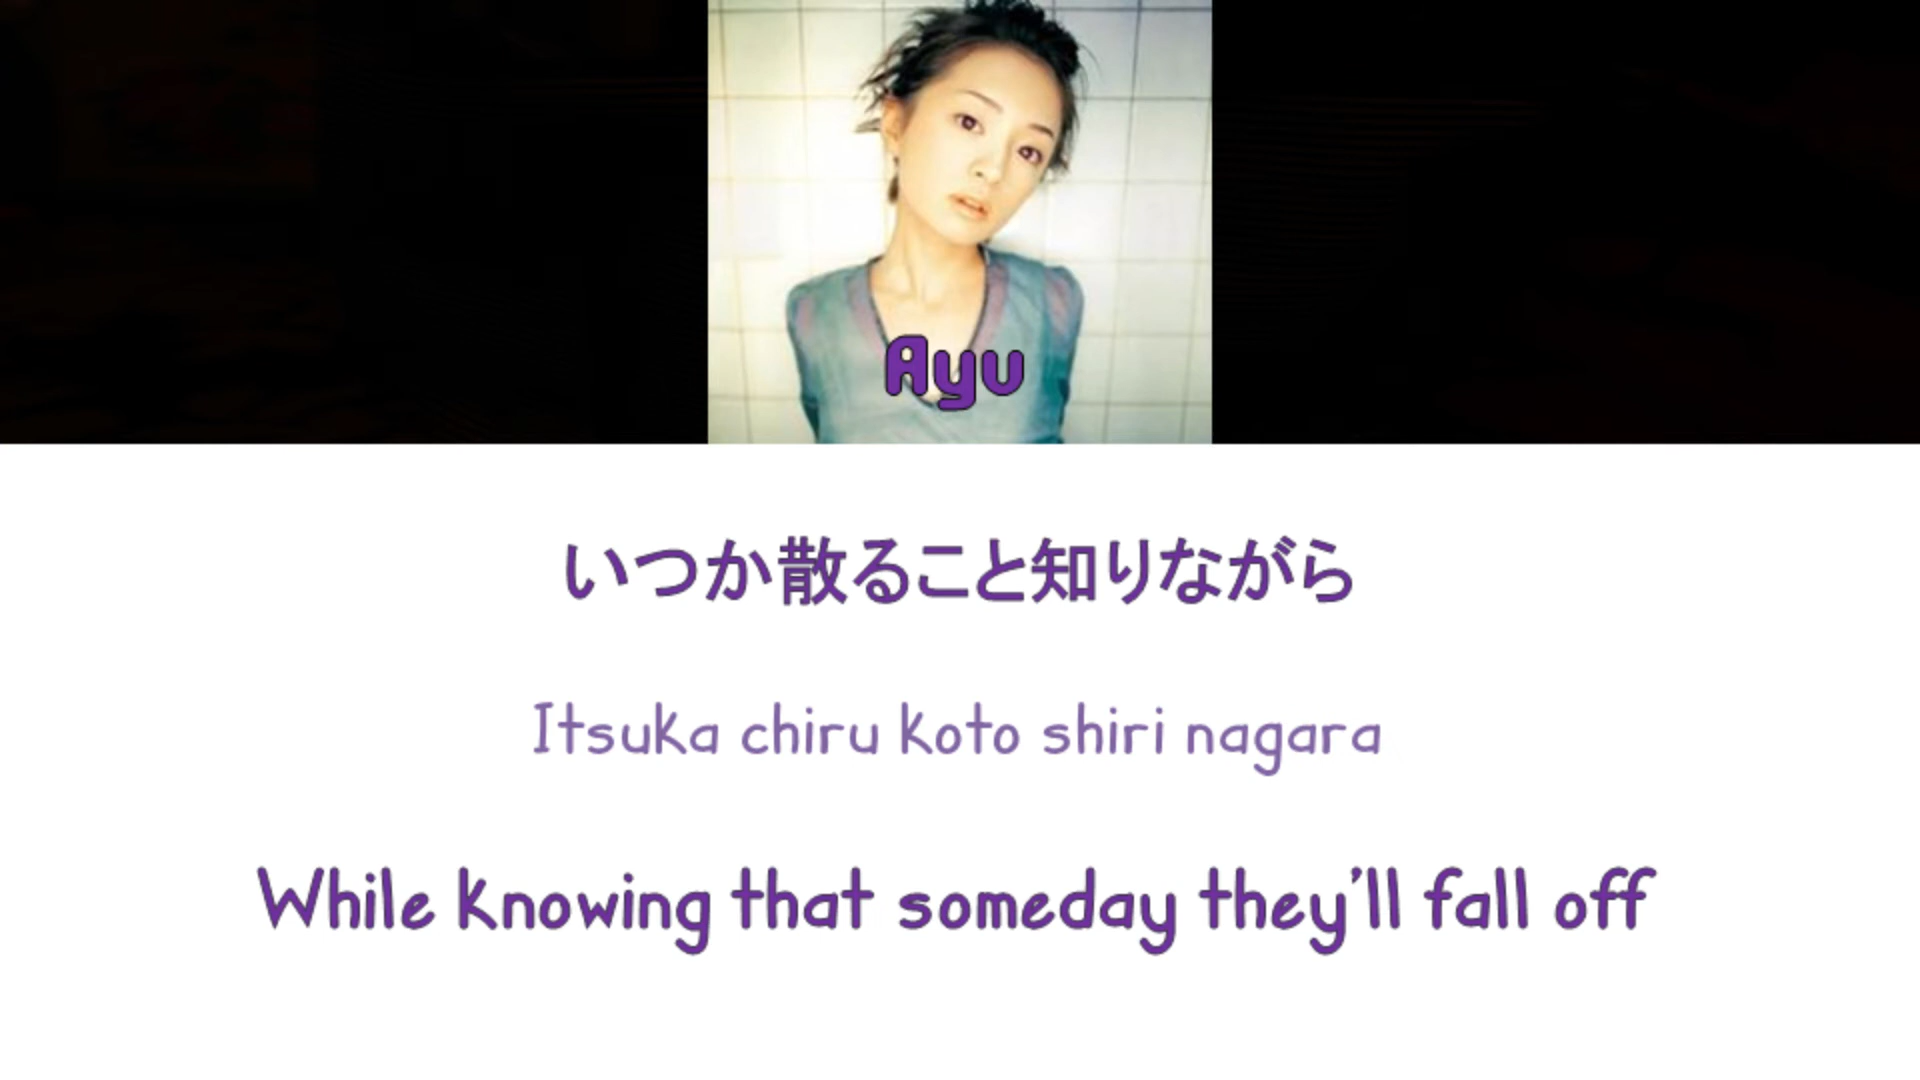 Ayu
いつか散ること知りながら
Itsuka chiru koto shiri nagara
While knowing that someday they'll fall off